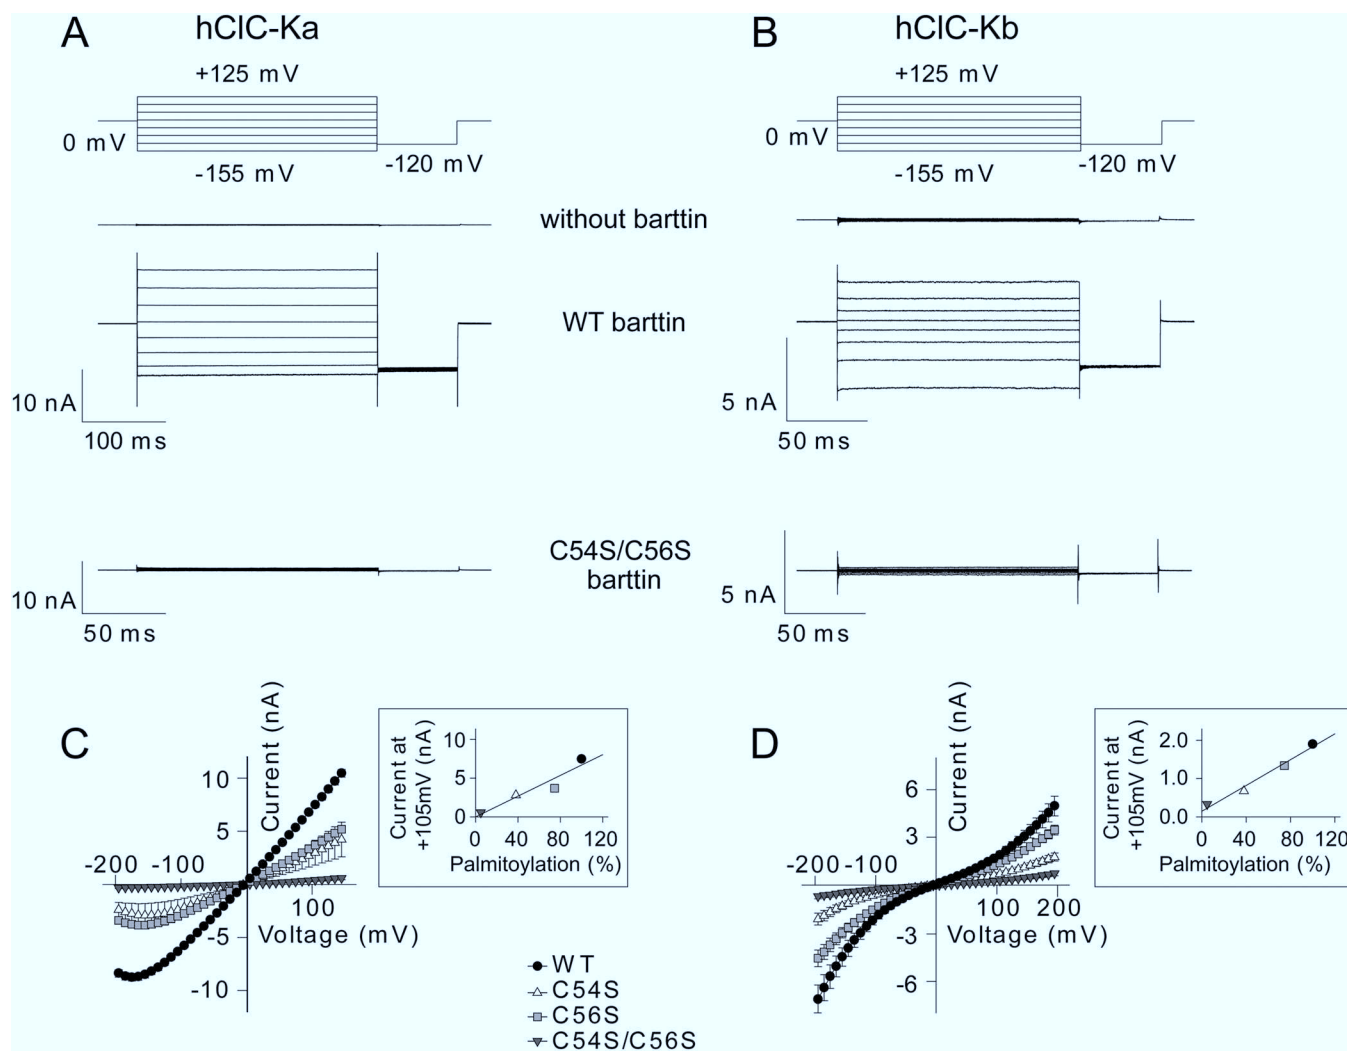 A hClC-Ka
+125 mV
0 mV
-155 mV
-120 mV
B hClC-Kb
+125 mV
0 mV
-155 mV
-120 mV
without barttin
WT barttin
10 nA
100 ms
5 nA
50 ms
C54S/C56S
barttin
10 nA
50 ms
5 nA
50 ms
C
Current (nA)
10
5
-200 -100
100
-5
Voltage (mV)
-10
Current at
+105mV (nA)
10
5
0
0 40 80 120
Palmitoylation (%)
WT
C54S
C56S
C54S/C56S
D
Current (nA)
6
3
-200 -100
100 200
-3
Voltage (mV)
-6
Current at
+105mV (nA)
2.0
1.0
0
0 40 80 120
Palmitoylation (%)